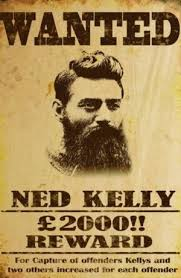 WANTED
NED KELLY
£2000!!
REWARD
For Capture of offenders Kellys and
two others increased for each offender